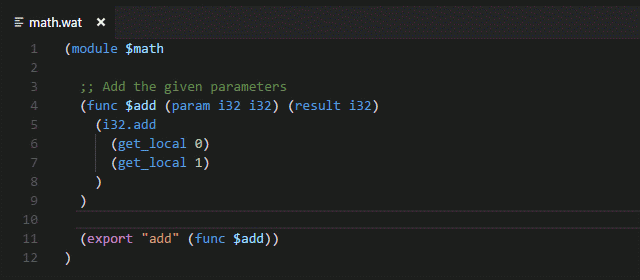 math.wat
1 (module $math
2
3   ;; Add the given parameters
4   (func $add (param i32 i32) (result i32)
5     (i32.add
6       (get_local 0)
7       (get_local 1)
8     )
9   )
10
11   (export "add" (func $add))
12 )